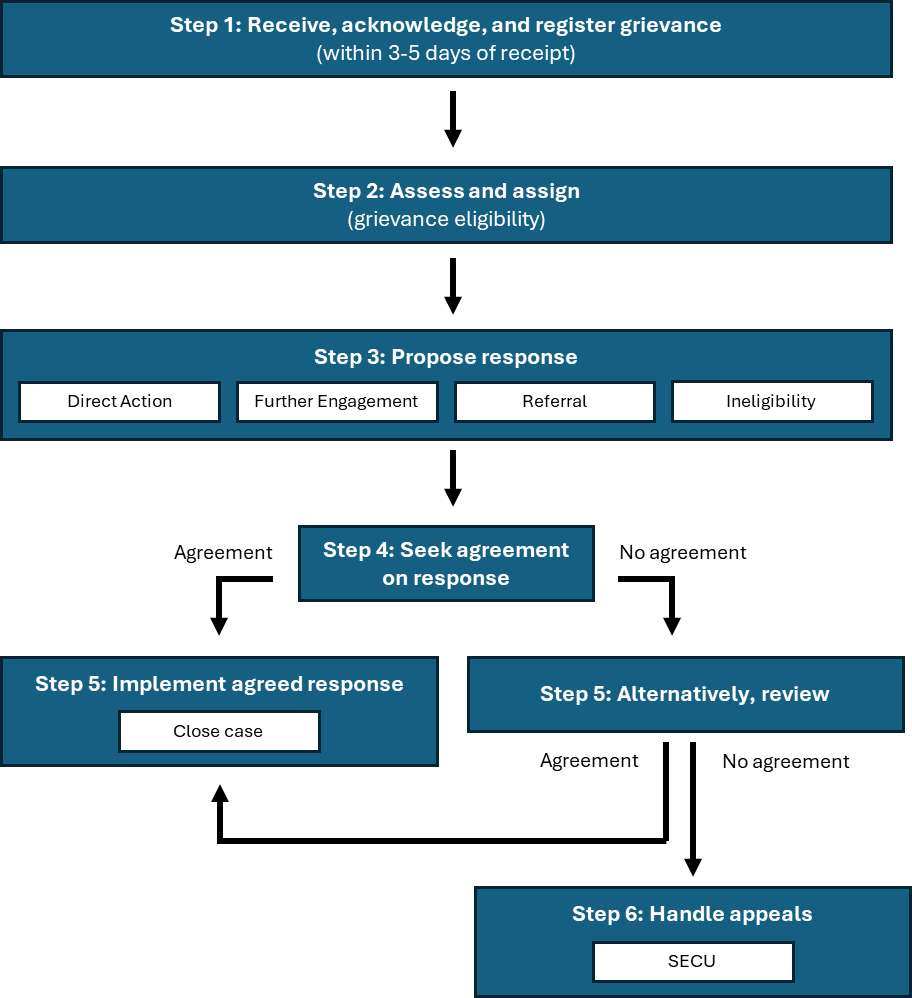 Step 1: Receive, acknowledge, and register grievance
(within 3-5 days of receipt)
Step 2: Assess and assign
(grievance eligibility)
Step 3: Propose response
Direct Action
Further Engagement
Referral
Ineligibility
Agreement
Step 4: Seek agreement
on response
No agreement
Step 5: Implement agreed response
Close case
Step 5: Alternatively, review
Agreement
No agreement
Step 6: Handle appeals
SECU